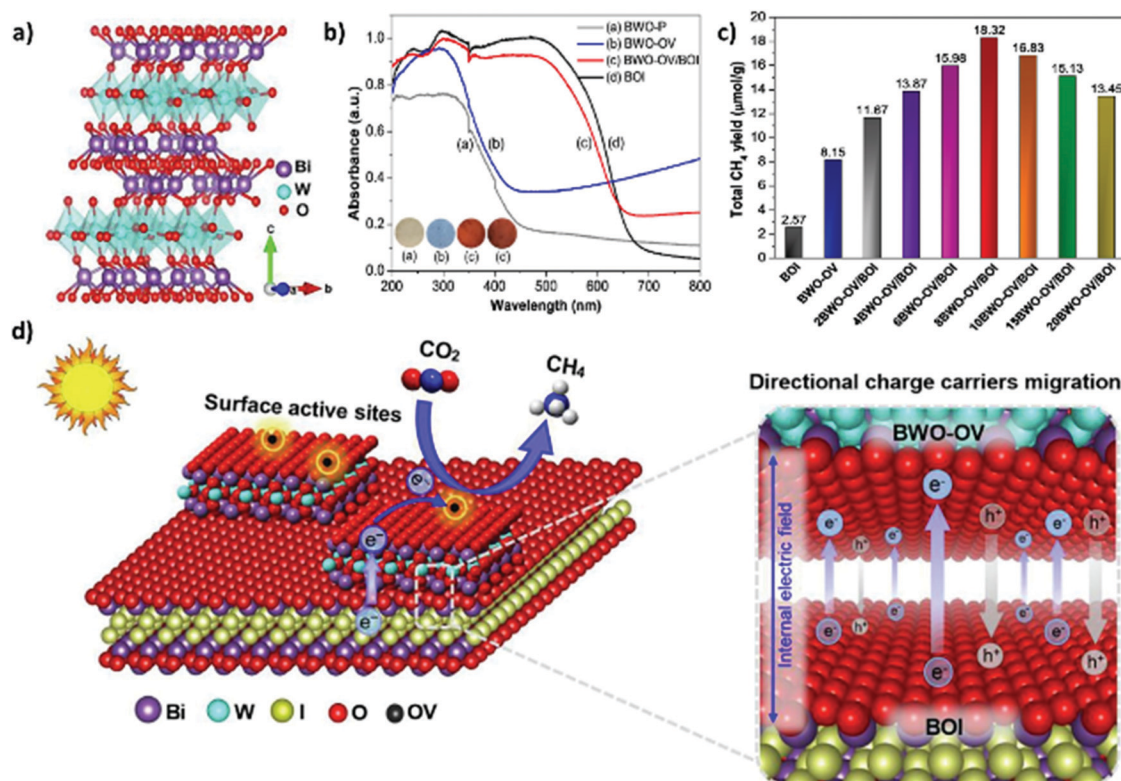 a)
Bi
W
O
c
b
b)
(a) BWO-P
(b) BWO-OV
(c) BWO-OV/BOI
(d) BOI
Absorbance (a.u.)
1.0
0.8
0.6
0.4
0.2
0.0
(a)
(b)
(c)
(d)
(a)
(b)
(c)
200
300
400
500
600
700
800
Wavelength (nm)
c)
Total CH4 yield (μmol/g)
20
18
16
14
12
10
8
6
4
2
0
2.57
8.15
11.67
13.87
15.98
18.32
16.83
15.13
13.45
BOI
BWO-OV
2BWO-OV/BOI
4BWO-OV/BOI
6BWO-OV/BOI
8BWO-OV/BOI
10BWO-OV/BOI
15BWO-OV/BOI
20BWO-OV/BOI
d)
CO2
CH4
Surface active sites
e-
e-
e-
Bi
W
I
O
OV
Directional charge carriers migration
BWO-OV
Internal electric field
e-
e-
h+
e-
h+
e-
e-
h+
e-
h+
e-
e-
e-
h+
e-
e-
h+
BOI